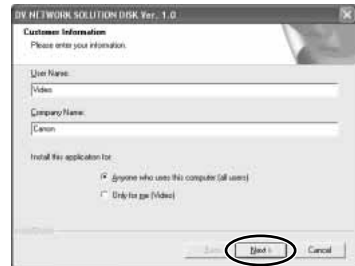 DV NETWORK SOLUTION DISK Ver. 1.0
Customer Information
Please enter your information.
User Name:
Video
Company Name:
Canon
Install this application for:
Anyone who uses this computer (all users)
Only for me (Video)
Next >
Cancel